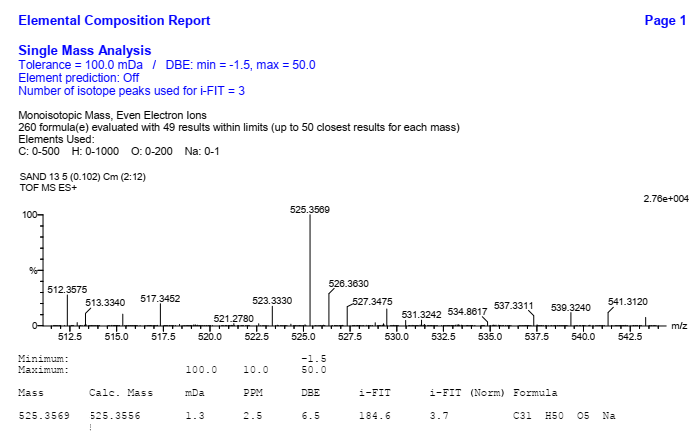 Elemental Composition Report Page 1
Single Mass Analysis
Tolerance = 100.0 mDa / DBE: min = -1.5, max = 50.0
Element prediction: Off
Number of isotope peaks used for i-FIT = 3
Monoisotopic Mass, Even Electron Ions
260 formula(e) evaluated with 49 results within limits (up to 50 closest results for each mass)
Elements Used:
C: 0-500 H: 0-1000 O: 0-200 Na: 0-1
SAND 13 5 (0.102) Cm (2:12)
TOF MS ES+
2.76e+004
525.3569
100
%
526.3630
512.3575
513.3340
517.3452
521.2780
523.3330
527.3475
531.3242
534.8617
537.3311
539.3240
541.3120
0
m/z
512.5 515.0 517.5 520.0 522.5 525.0 527.5 530.0 532.5 535.0 537.5 540.0 542.5
Minimum: -1.5
Maximum: 100.0 10.0 50.0
Mass Calc. Mass mDa PPM DBE i-FIT i-FIT (Norm) Formula
525.3569 525.3556 1.3 2.5 6.5 184.6 3.7 C31 H50 O5 Na